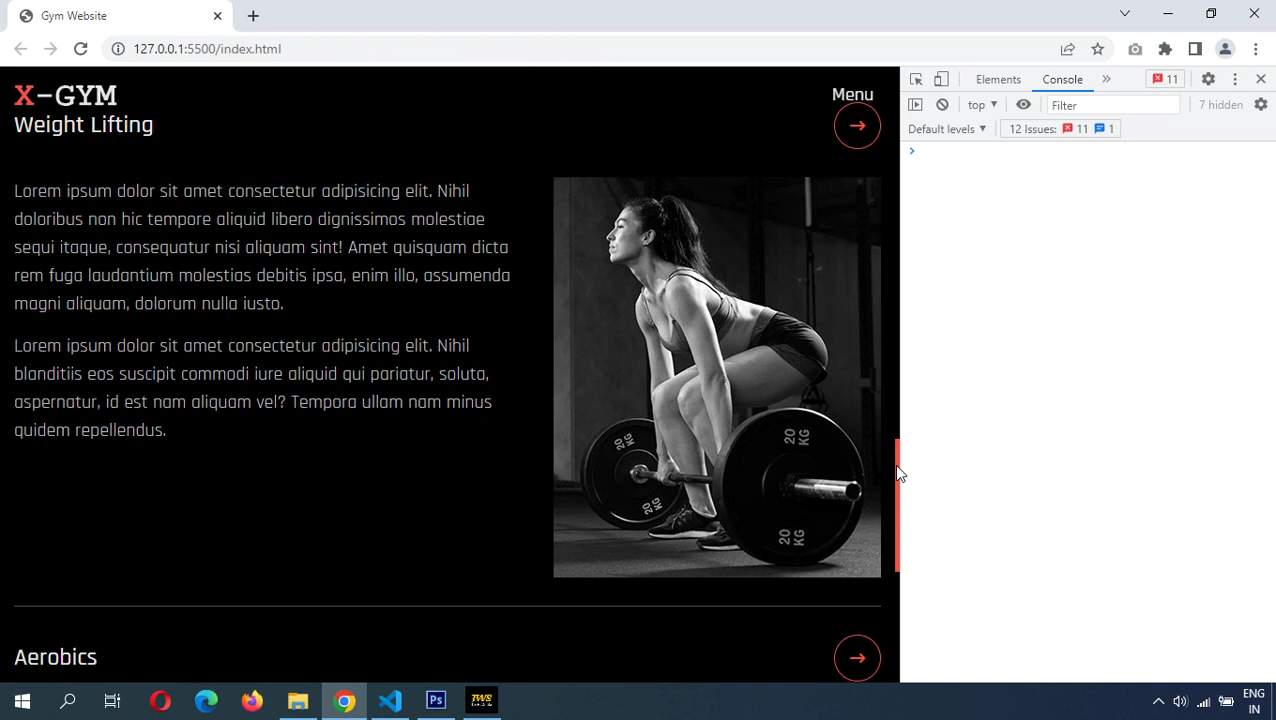 Gym Website
127.0.0.1:5500/index.html
X-GYM
Menu
Weight Lifting
Lorem ipsum dolor sit amet consectetur adipisicing elit. Nihil
doloribus non hic tempore aliquid libero dignissimos molestiae
sequi itaque, consequatur nisi aliquam sint! Amet quisquam dicta
rem fuga laudantium molestias debitis ipsa, enim illo, assumenda
magni aliquam, dolorum nulla iusto.
Lorem ipsum dolor sit amet consectetur adipisicing elit. Nihil
blanditiis eos suscipit commodi iure aliquid qui pariatur, soluta,
aspernatur, id est nam aliquam vel? Tempora ullam nam minus
quidem repellendus.
20 KG
20 KG
20 KG
20 KG
Aerobics
Elements
Console
11
top
Filter
7 hidden
Default levels
12 Issues:
11
1
Ps
TWS
ENG
IN